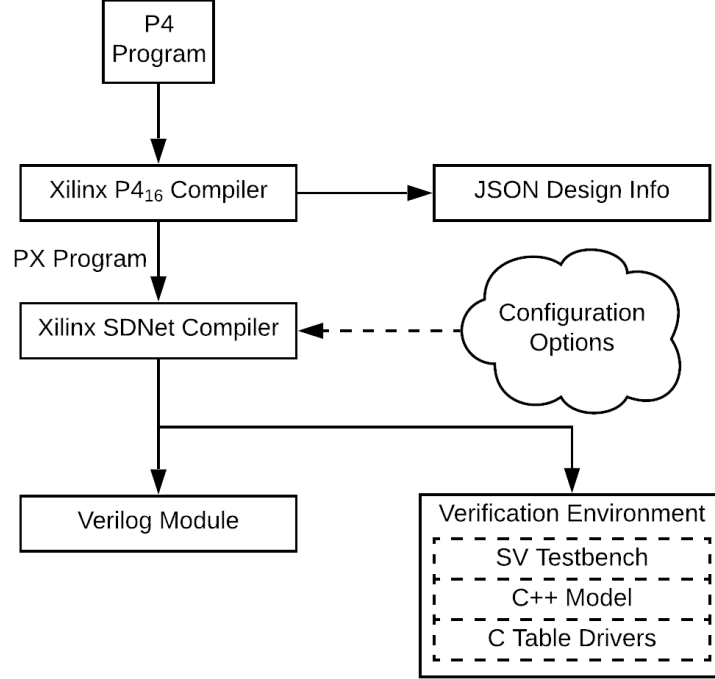 P4
Program
Xilinx P4₁₆ Compiler
JSON Design Info
PX Program
Xilinx SDNet Compiler
Configuration
Options
Verilog Module
Verification Environment
SV Testbench
C++ Model
C Table Drivers